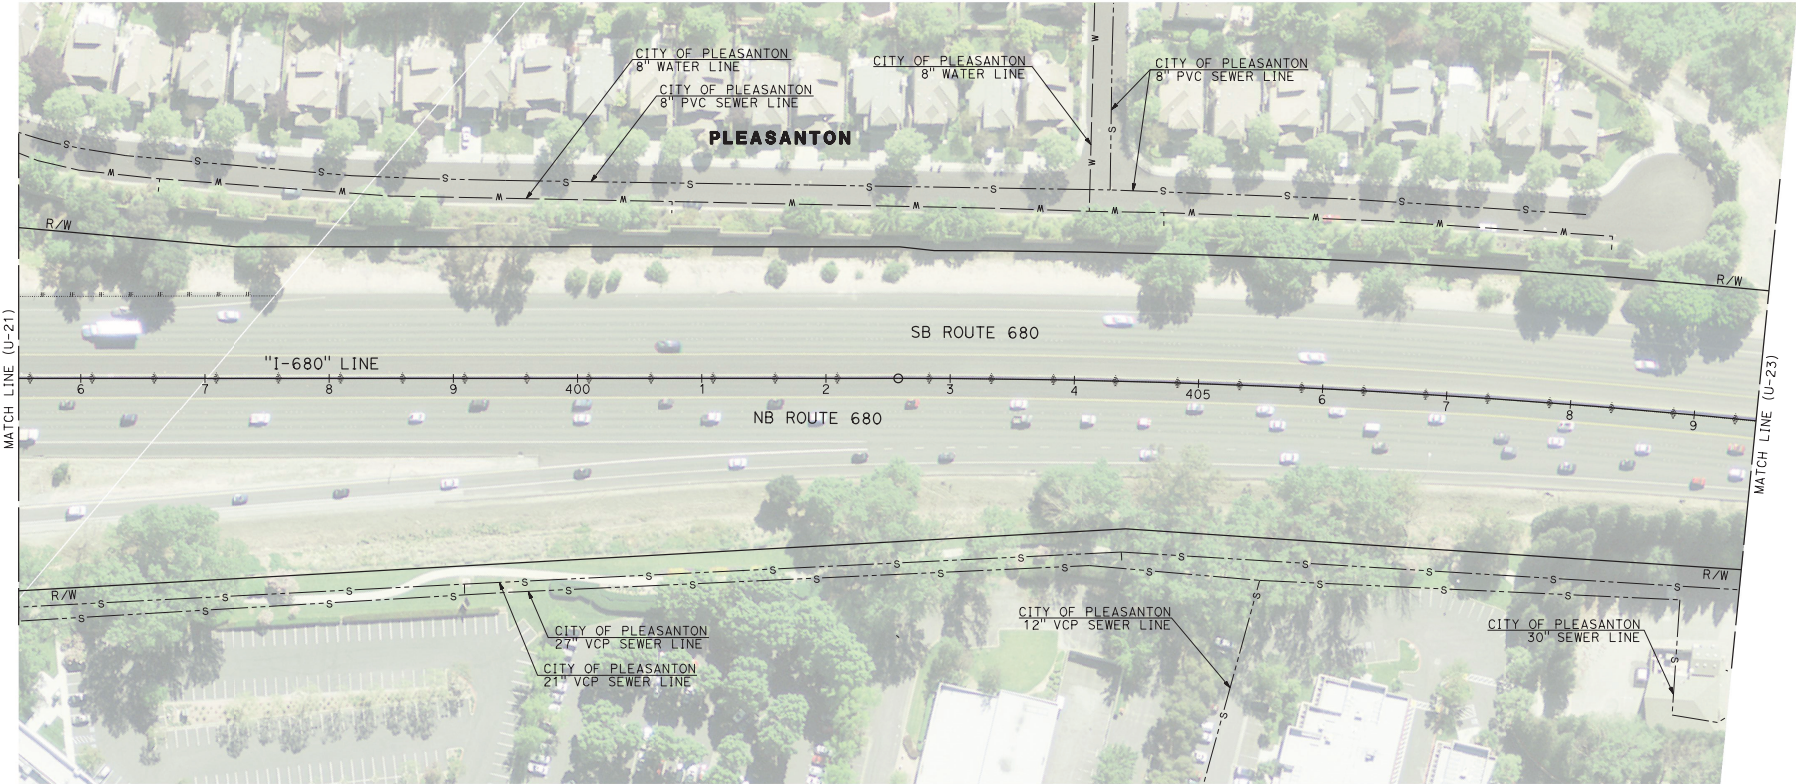 CITY OF PLEASANTON
8" WATER LINE
CITY OF PLEASANTON
8" PVC SEWER LINE
CITY OF PLEASANTON
8" WATER LINE
CITY OF PLEASANTON
8" PVC SEWER LINE
PLEASANTON
W
W
S
S S S S S S S S S S S S S
W W W W W W W W W W W W W
R/W
R/W
MATCH LINE (U-21)
SB ROUTE 680
"I-680" LINE
6 7 8 9 400 1 2 3 4 405 6 7 8 9
NB ROUTE 680
MATCH LINE (U-23)
R/W
R/W
S S S S S S S S S S S S S
S S S S S S S S S S S S S
CITY OF PLEASANTON
27" VCP SEWER LINE
CITY OF PLEASANTON
21" VCP SEWER LINE
CITY OF PLEASANTON
12" VCP SEWER LINE
S
S
CITY OF PLEASANTON
30" SEWER LINE
S